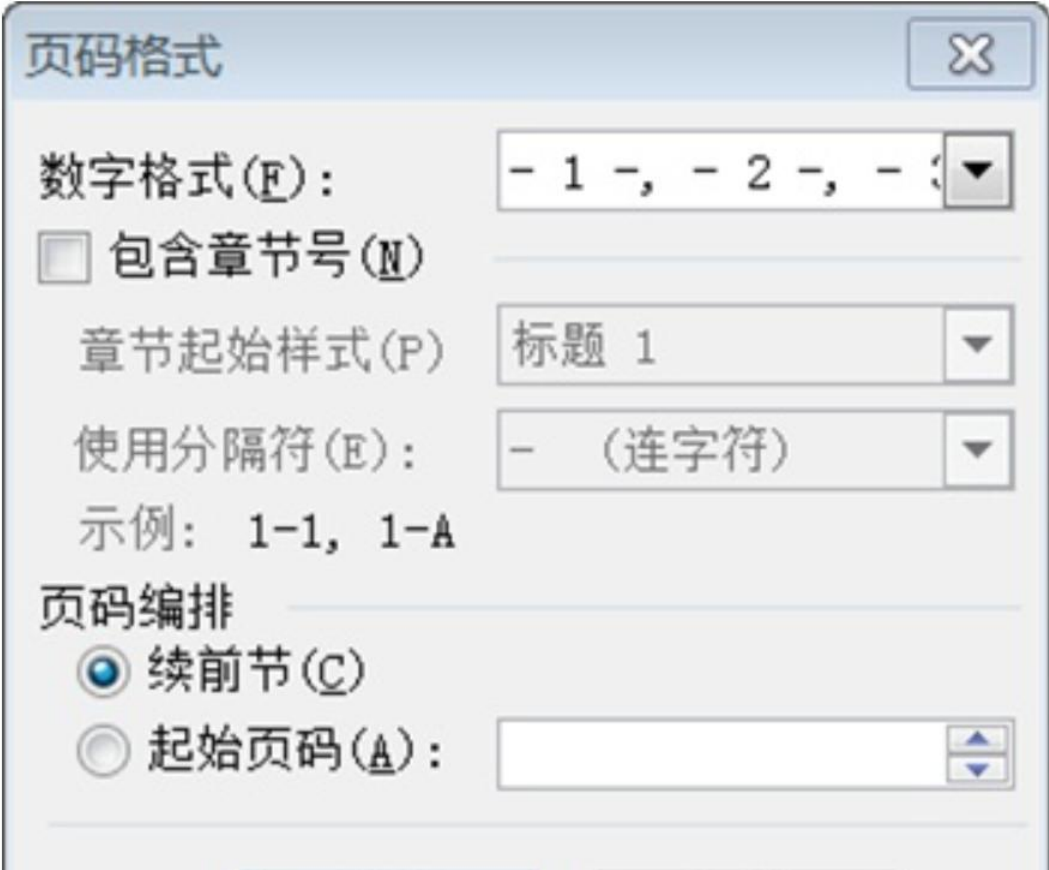 页码格式
数字格式(F): - 1 -, - 2 -, -
包含章节号(N)
章节起始样式(P) 标题 1
使用分隔符(E): - (连字符)
示例: 1-1, 1-A
页码编排
续前节(C)
起始页码(A):